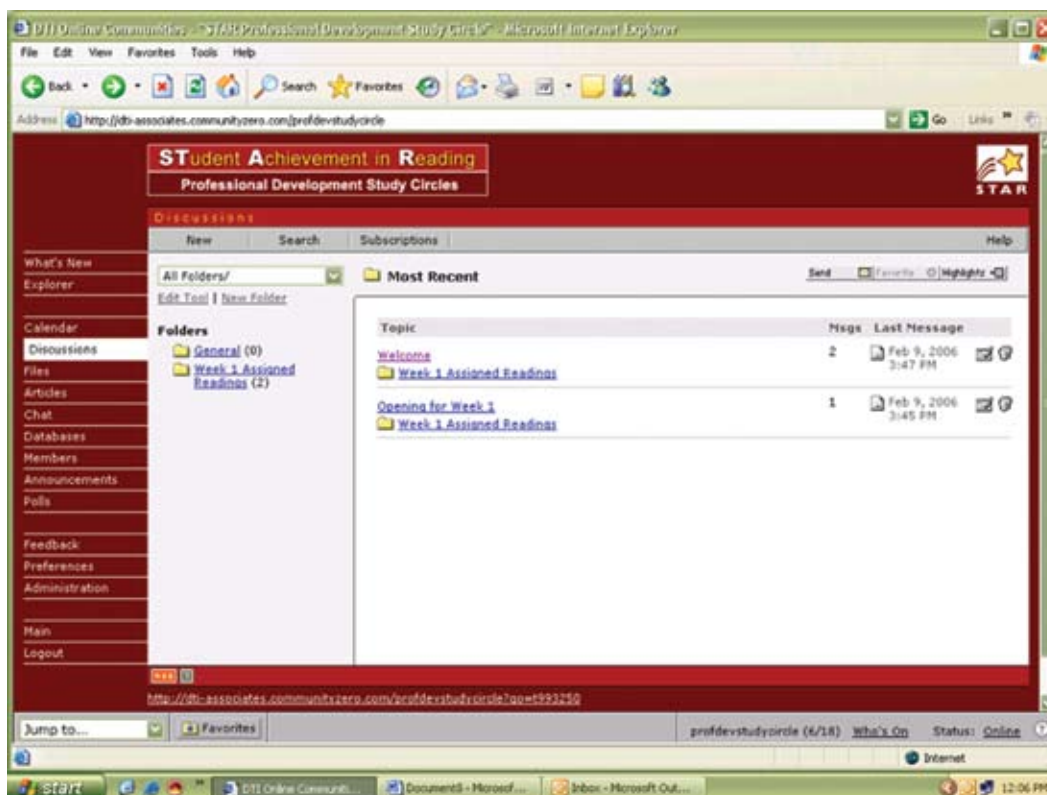 DTI Online Communities - "STAR Professional Development Study Circle" - Microsoft Internet Explorer
File Edit View Favorites Tools Help
Back Search Favorites
Address http://dti-associates.communityzero.com/profdevstudycircle Go Links »
STudent Achievement in Reading
Professional Development Study Circles
STAR
Discussions
New Search Subscriptions Help
What's New
Explorer
Calendar
Discussions
Files
Articles
Chat
Databases
Members
Announcements
Polls
Feedback
Preferences
Administration
Main
Logout
All Folders/
Edit Tool | New Folder
Folders
General (0)
Week 1 Assigned
Readings (2)
Most Recent
Send Favorite Highlights
Topic Msgs Last Message
Welcome 2 Feb 9, 2006
Week 1 Assigned Readings 3:47 PM
Opening for Week 1 1 Feb 9, 2006
Week 1 Assigned Readings 3:45 PM
http://dti-associates.communityzero.com/profdevstudycircle?go=t993250
Jump to... Favorites profdevstudycircle (6/18) Who's On Status: Online
Internet
start DTI Online Communit... Document5 - Microsof... Inbox - Microsoft Out... 12:06 PM